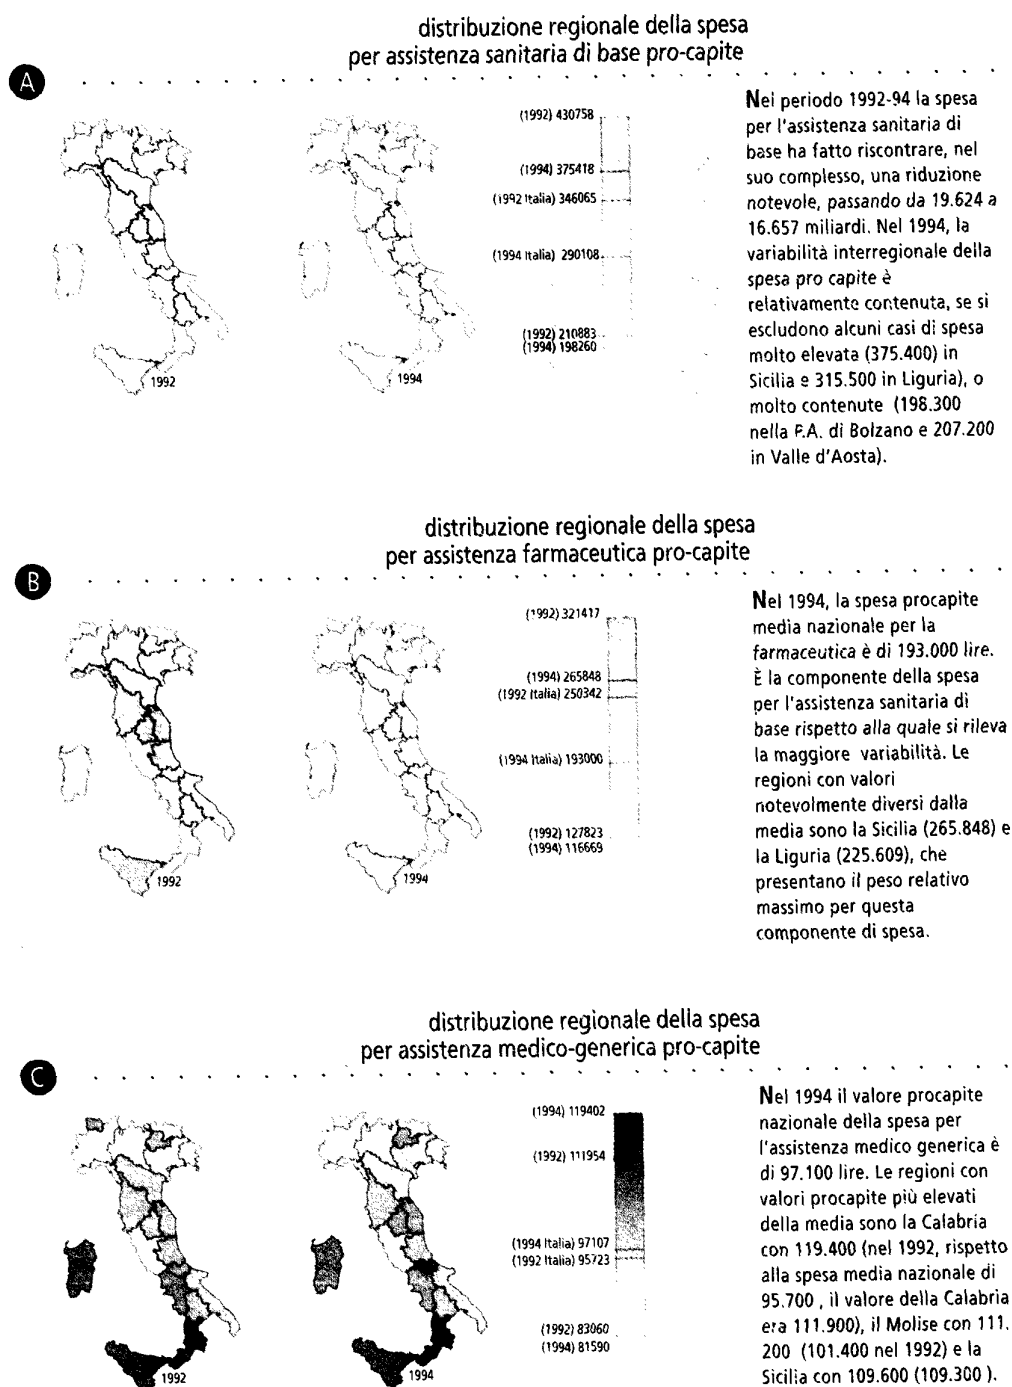 distribuzione regionale della spesa
per assistenza sanitaria di base pro-capite
A
(1992) 430758
(1994) 375418
(1992 Italia) 346065
(1994 Italia) 290108
(1992) 210883
(1994) 198260
1992
1994
Nel periodo 1992-94 la spesa
per l'assistenza sanitaria di
base ha fatto riscontrare, nel
suo complesso, una riduzione
notevole, passando da 19.624 a
16.657 miliardi. Nel 1994, la
variabilità interregionale della
spesa pro capite è
relativamente contenuta, se si
escludono alcuni casi di spesa
molto elevata (375.400) in
Sicilia e 315.500 in Liguria), o
molto contenute (198.300
nella P.A. di Bolzano e 207.200
in Valle d'Aosta).
distribuzione regionale della spesa
per assistenza farmaceutica pro-capite
B
(1992) 321417
(1994) 265848
(1992 Italia) 250342
(1994 Italia) 193000
(1992) 127823
(1994) 116669
1992
1994
Nel 1994, la spesa procapite
media nazionale per la
farmaceutica è di 193.000 lire.
È la componente della spesa
per l'assistenza sanitaria di
base rispetto alla quale si rileva
la maggiore variabilità. Le
regioni con valori
notevolmente diversi dalla
media sono la Sicilia (265.848) e
la Liguria (225.609), che
presentano il peso relativo
massimo per questa
componente di spesa.
distribuzione regionale della spesa
per assistenza medico-generica pro-capite
C
(1994) 119402
(1992) 111954
(1994 Italia) 97107
(1992 Italia) 95723
(1992) 83060
(1994) 81590
1992
1994
Nel 1994 il valore procapite
nazionale della spesa per
l'assistenza medico generica è
di 97.100 lire. Le regioni con
valori procapite più elevati
della media sono la Calabria
con 119.400 (nel 1992, rispetto
alla spesa media nazionale di
95.700 , il valore della Calabria
era 111.900), il Molise con 111.
200 (101.400 nel 1992) e la
Sicilia con 109.600 (109.300 ).